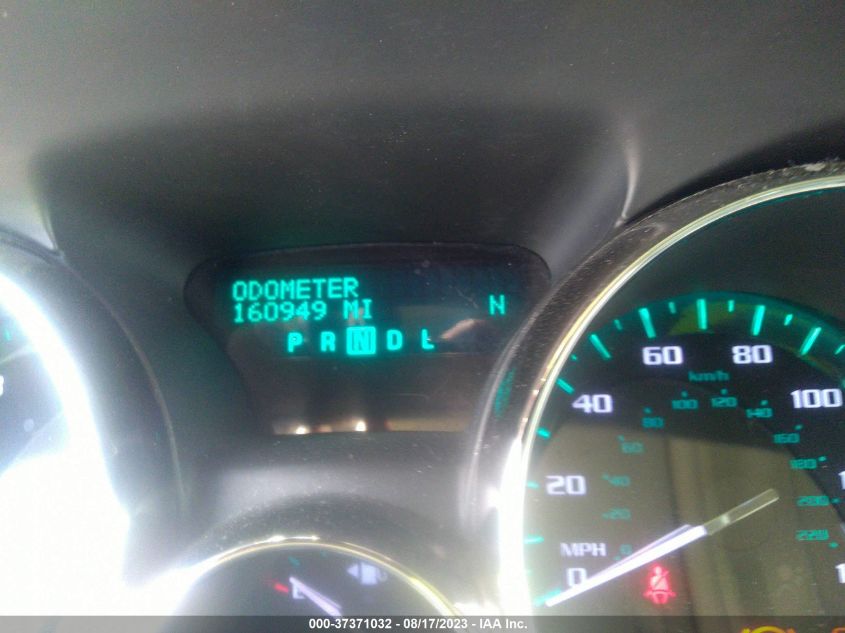 ODOMETER
160949 MI N
P R N D L
60 80
km/h
40 100 120 100
80 140
60 160
180
20 40 200
20 220
MPH 0
0
E
000-37371032 - 08/17/2023 - IAA Inc.